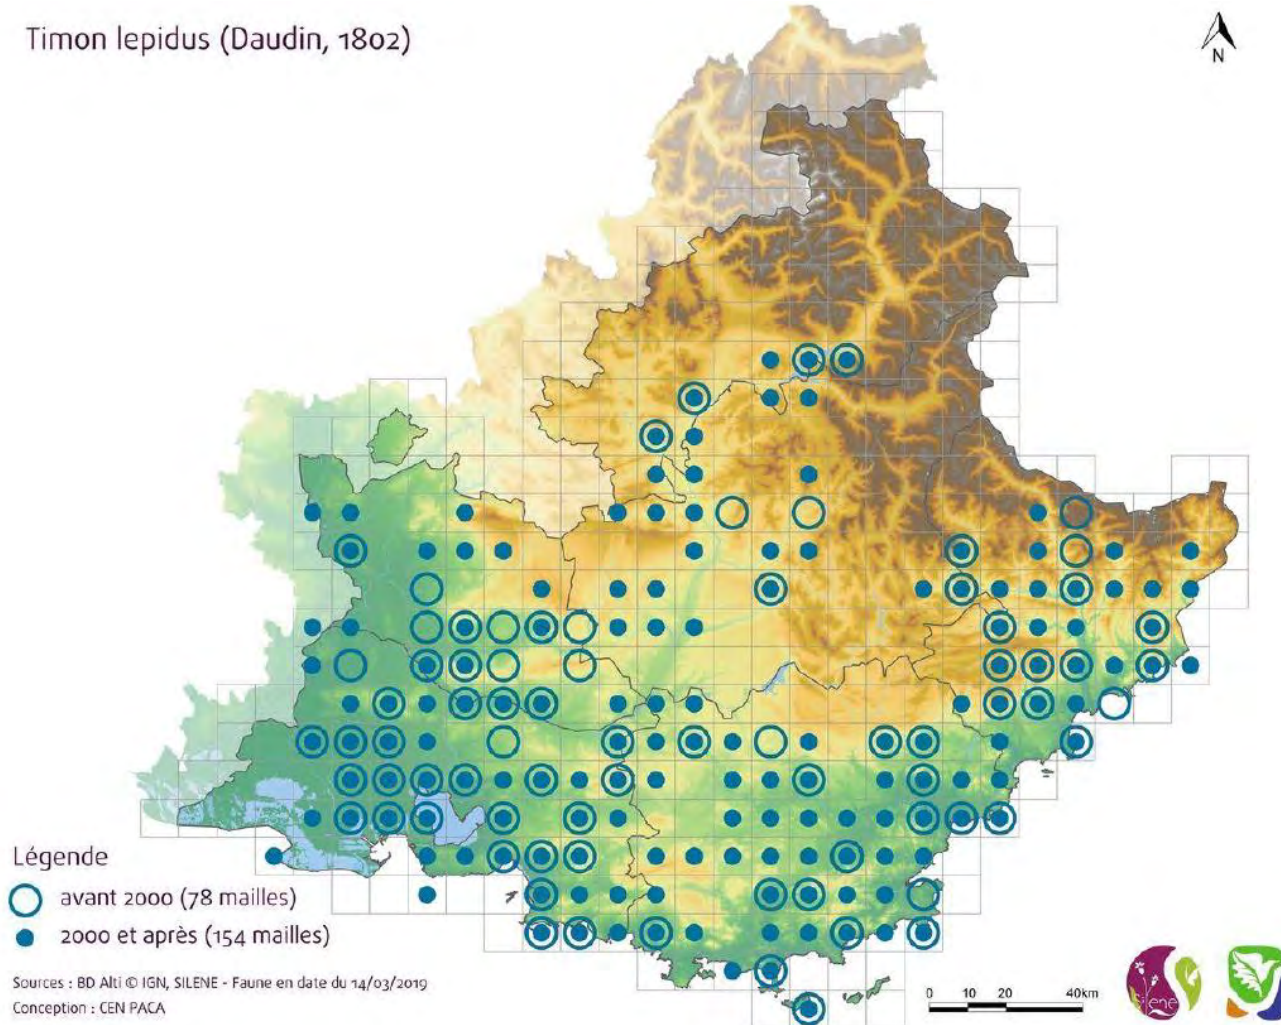 Timon lepidus (Daudin, 1802)
N
Légende
avant 2000 (78 mailles)
2000 et après (154 mailles)
Sources : BD Alti © IGN, SILENE - Faune en date du 14/03/2019
Conception : CEN PACA
0 10 20 40km
Silene